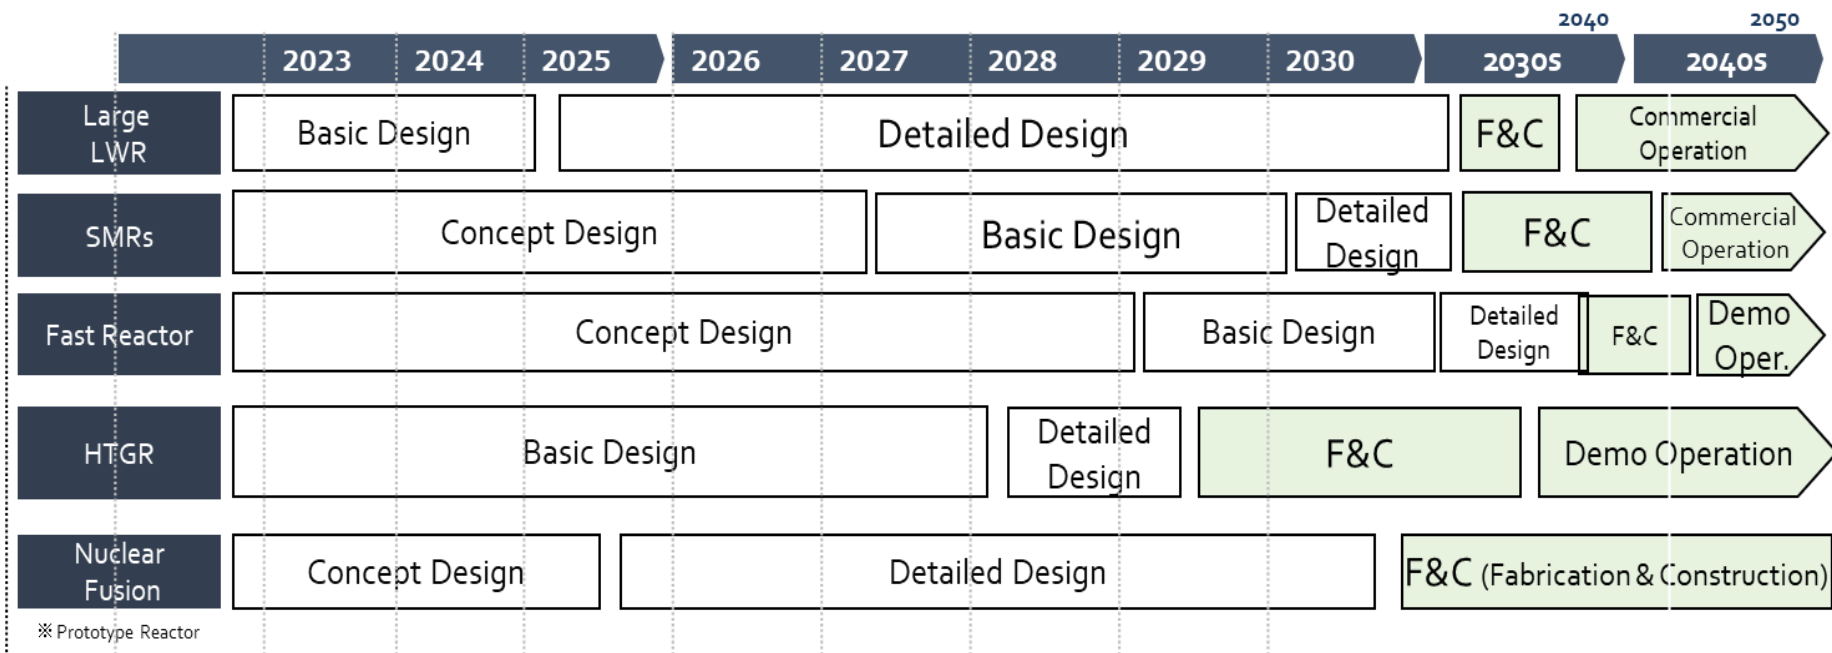 2040 2050
2023 2024 2025 2026 2027 2028 2029 2030 2030s 2040s
Large
LWR
Basic Design
Detailed Design
F&C
Commercial
Operation
SMRs
Concept Design
Basic Design
Detailed
Design
F&C
Commercial
Operation
Fast Reactor
Concept Design
Basic Design
Detailed
Design
F&C
Demo
Oper.
HTGR
Basic Design
Detailed
Design
F&C
Demo Operation
Nuclear
Fusion
Concept Design
Detailed Design
F&C (Fabrication & Construction)
※ Prototype Reactor